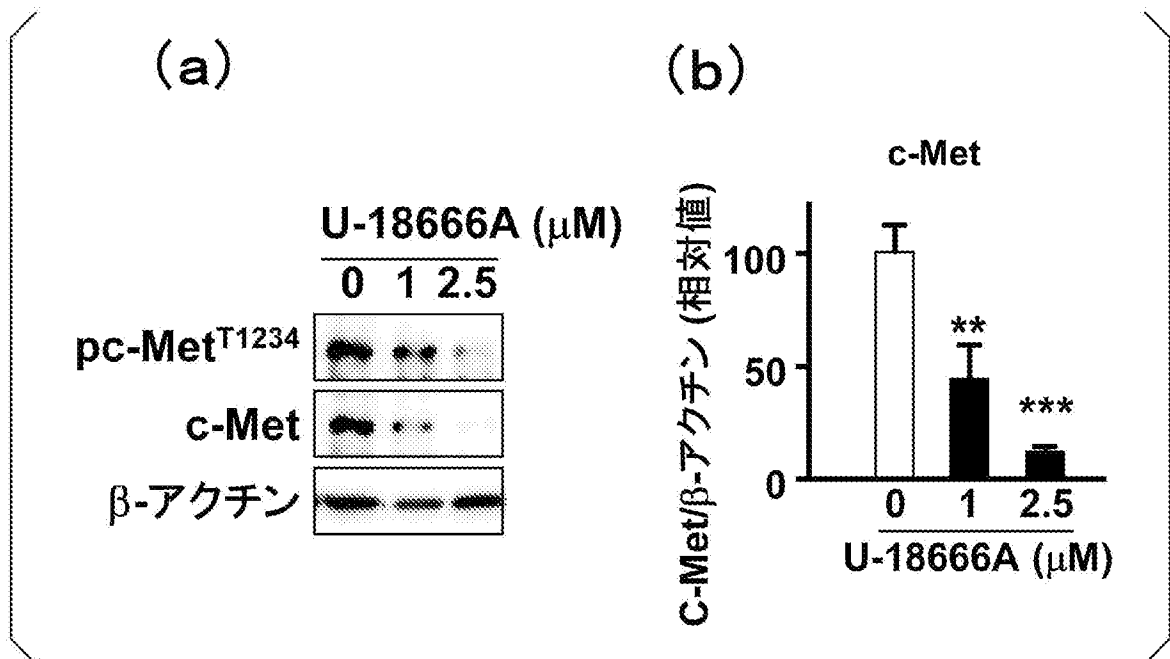 (a)
U-18666A (μM)
0 1 2.5
pc-Met^T1234
c-Met
β-アクチン
(b)
c-Met
C-Met/β-アクチン (相対値)
100
50
0
**
***
0 1 2.5
U-18666A (μM)